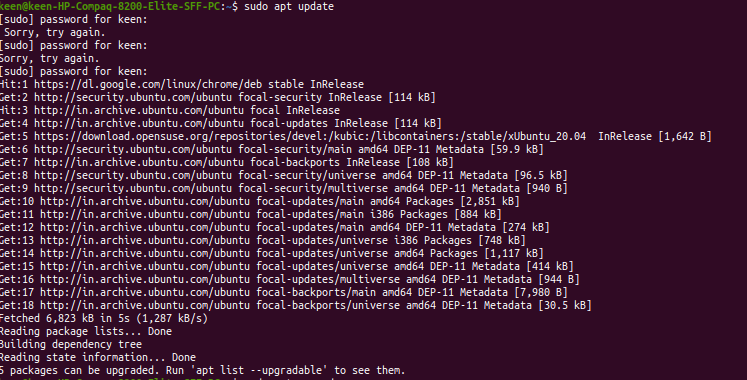 keen@keen-HP-Compaq-8200-Elite-SFF-PC:~$ sudo apt update
[sudo] password for keen:
Sorry, try again.
[sudo] password for keen:
Sorry, try again.
[sudo] password for keen:
Hit:1 https://dl.google.com/linux/chrome/deb stable InRelease
Get:2 http://security.ubuntu.com/ubuntu focal-security InRelease [114 kB]
Hit:3 http://in.archive.ubuntu.com/ubuntu focal InRelease
Get:4 http://in.archive.ubuntu.com/ubuntu focal-updates InRelease [114 kB]
Get:5 https://download.opensuse.org/repositories/devel:/kubic:/libcontainers:/stable/xUbuntu_20.04  InRelease [1,642 B]
Get:6 http://security.ubuntu.com/ubuntu focal-security/main amd64 DEP-11 Metadata [59.9 kB]
Get:7 http://in.archive.ubuntu.com/ubuntu focal-backports InRelease [108 kB]
Get:8 http://security.ubuntu.com/ubuntu focal-security/universe amd64 DEP-11 Metadata [96.5 kB]
Get:9 http://security.ubuntu.com/ubuntu focal-security/multiverse amd64 DEP-11 Metadata [940 B]
Get:10 http://in.archive.ubuntu.com/ubuntu focal-updates/main amd64 Packages [2,851 kB]
Get:11 http://in.archive.ubuntu.com/ubuntu focal-updates/main i386 Packages [884 kB]
Get:12 http://in.archive.ubuntu.com/ubuntu focal-updates/main amd64 DEP-11 Metadata [274 kB]
Get:13 http://in.archive.ubuntu.com/ubuntu focal-updates/universe i386 Packages [748 kB]
Get:14 http://in.archive.ubuntu.com/ubuntu focal-updates/universe amd64 Packages [1,117 kB]
Get:15 http://in.archive.ubuntu.com/ubuntu focal-updates/universe amd64 DEP-11 Metadata [414 kB]
Get:16 http://in.archive.ubuntu.com/ubuntu focal-updates/multiverse amd64 DEP-11 Metadata [944 B]
Get:17 http://in.archive.ubuntu.com/ubuntu focal-backports/main amd64 DEP-11 Metadata [7,980 B]
Get:18 http://in.archive.ubuntu.com/ubuntu focal-backports/universe amd64 DEP-11 Metadata [30.5 kB]
Fetched 6,823 kB in 5s (1,287 kB/s)
Reading package lists... Done
Building dependency tree
Reading state information... Done
5 packages can be upgraded. Run 'apt list --upgradable' to see them.